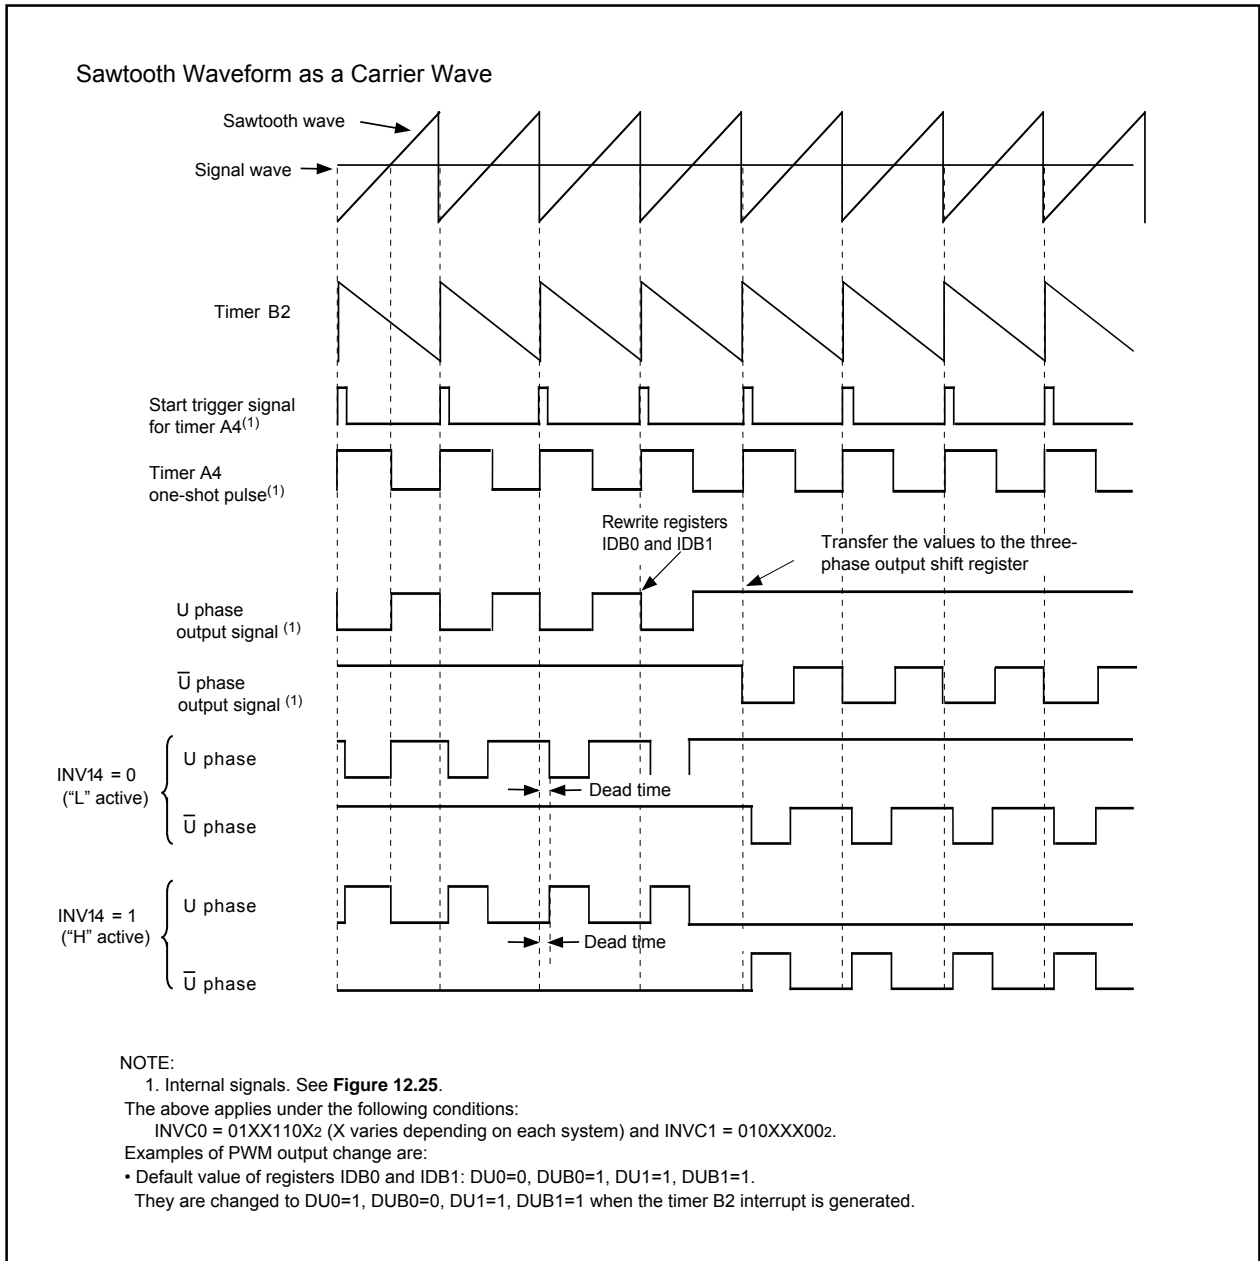 Sawtooth Waveform as a Carrier Wave
Sawtooth wave
Signal wave
Timer B2
Start trigger signal
for timer A4(1)
Timer A4
one-shot pulse(1)
Rewrite registers
IDB0 and IDB1
Transfer the values to the three-
phase output shift register
U phase
output signal (1)
U̅ phase
output signal (1)
INV14 = 0
(“L” active)
U phase
Dead time
U̅ phase
INV14 = 1
(“H” active)
U phase
Dead time
U̅ phase
NOTE:
1. Internal signals. See Figure 12.25.
The above applies under the following conditions:
INVC0 = 01XX110X2 (X varies depending on each system) and INVC1 = 010XXX002.
Examples of PWM output change are:
• Default value of registers IDB0 and IDB1: DU0=0, DUB0=1, DU1=1, DUB1=1.
They are changed to DU0=1, DUB0=0, DU1=1, DUB1=1 when the timer B2 interrupt is generated.